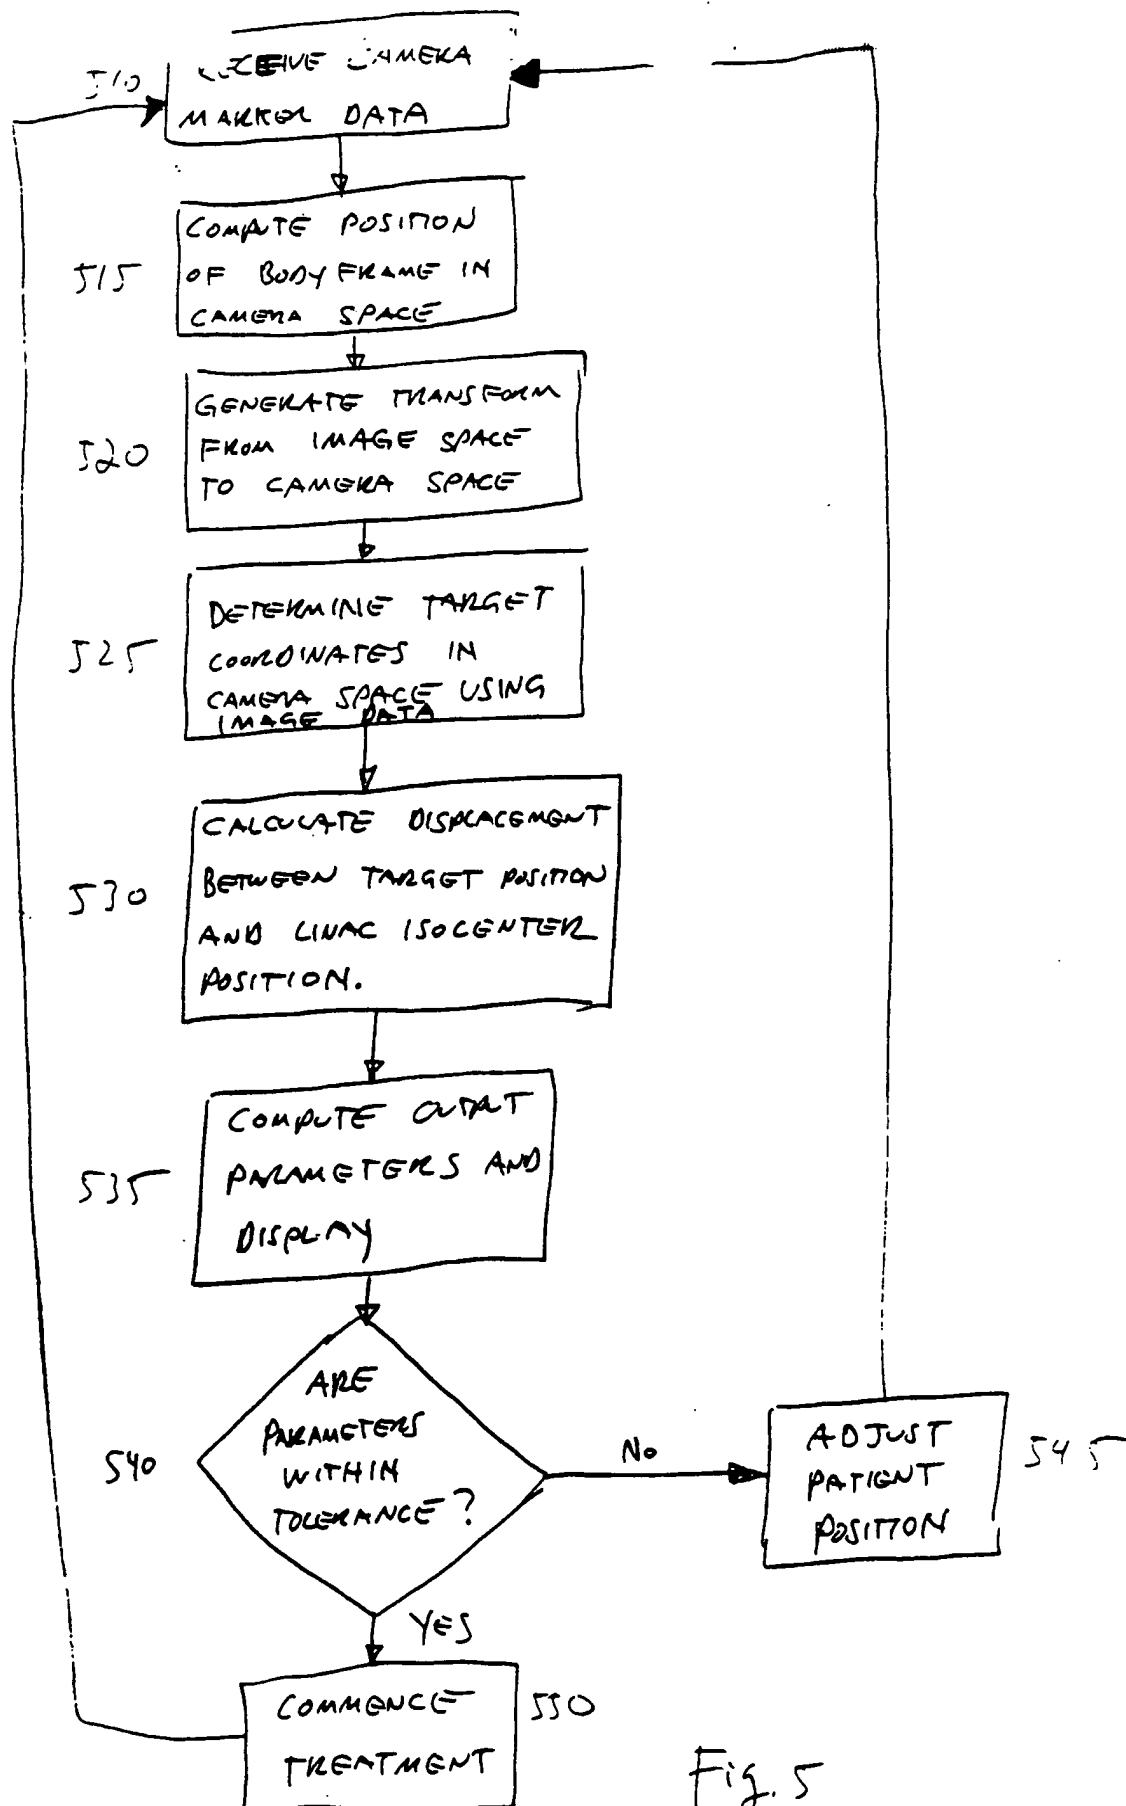 510
RECEIVE CAMERA
MARKER DATA
515
COMPUTE POSITION
OF BODY FRAME IN
CAMERA SPACE
520
GENERATE TRANSFORM
FROM IMAGE SPACE
TO CAMERA SPACE
525
DETERMINE TARGET
COORDINATES IN
CAMERA SPACE USING
IMAGE DATA
530
CALCULATE DISPLACEMENT
BETWEEN TARGET POSITION
AND LINAC ISOCENTER
POSITION.
535
COMPUTE OUTPUT
PARAMETERS AND
DISPLAY
540
ARE
PARAMETERS
WITHIN
TOLERANCE?
No
ADJUST
PATIENT
POSITION
545
YES
COMMENCE
TREATMENT
550
Fig. 5